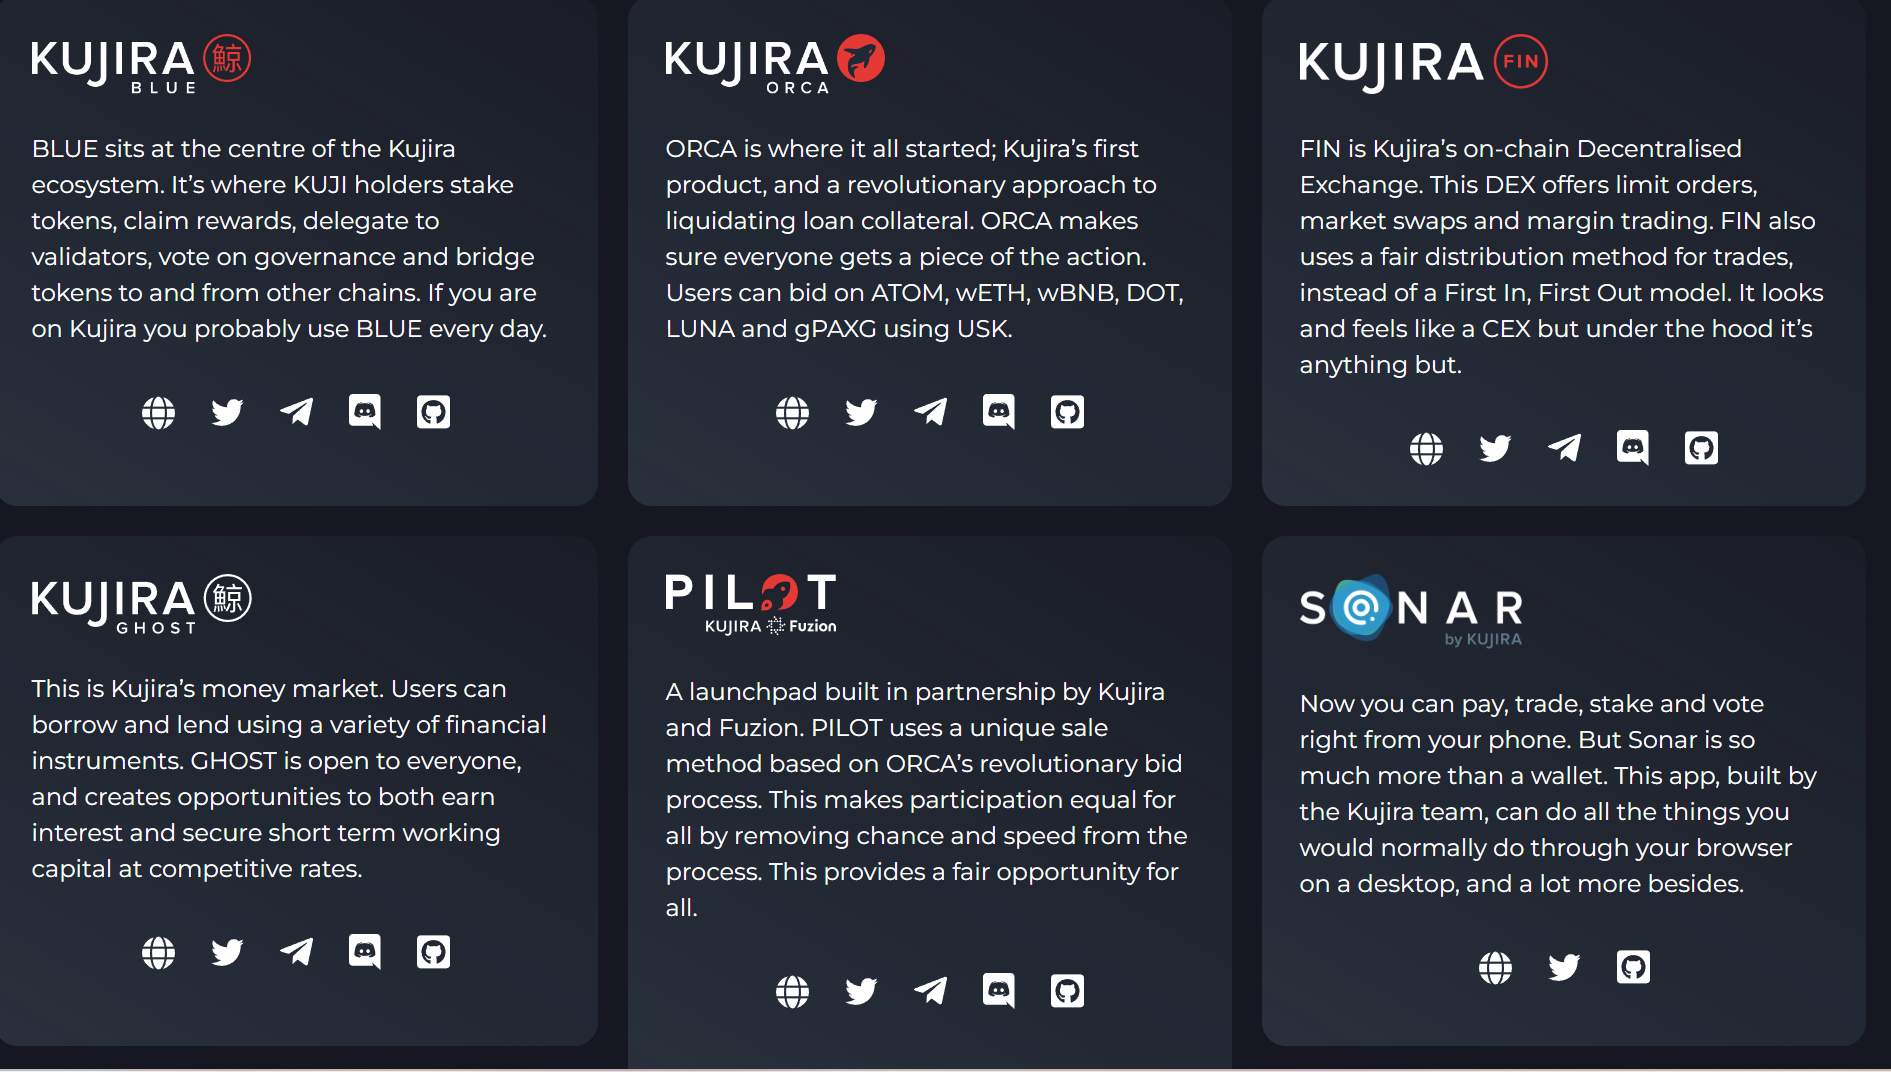 KUJIRA 鯨
BLUE
BLUE sits at the centre of the Kujira
ecosystem. It’s where KUJI holders stake
tokens, claim rewards, delegate to
validators, vote on governance and bridge
tokens to and from other chains. If you are
on Kujira you probably use BLUE every day.
KUJIRA
ORCA
ORCA is where it all started; Kujira’s first
product, and a revolutionary approach to
liquidating loan collateral. ORCA makes
sure everyone gets a piece of the action.
Users can bid on ATOM, wETH, wBNB, DOT,
LUNA and gPAXG using USK.
KUJIRA FIN
FIN is Kujira’s on-chain Decentralised
Exchange. This DEX offers limit orders,
market swaps and margin trading. FIN also
uses a fair distribution method for trades,
instead of a First In, First Out model. It looks
and feels like a CEX but under the hood it’s
anything but.
KUJIRA 鯨
GHOST
This is Kujira’s money market. Users can
borrow and lend using a variety of financial
instruments. GHOST is open to everyone,
and creates opportunities to both earn
interest and secure short term working
capital at competitive rates.
PILOT
KUJIRA Fuzion
A launchpad built in partnership by Kujira
and Fuzion. PILOT uses a unique sale
method based on ORCA’s revolutionary bid
process. This makes participation equal for
all by removing chance and speed from the
process. This provides a fair opportunity for
all.
SONAR
by KUJIRA
Now you can pay, trade, stake and vote
right from your phone. But Sonar is so
much more than a wallet. This app, built by
the Kujira team, can do all the things you
would normally do through your browser
on a desktop, and a lot more besides.